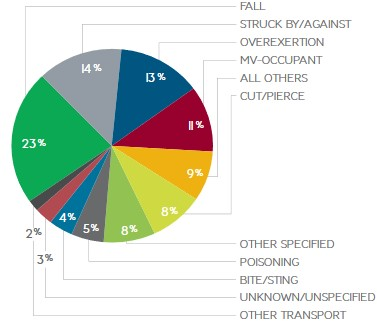 FALL
STRUCK BY/AGAINST
OVEREXERTION
MV-OCCUPANT
ALL OTHERS
CUT/PIERCE
14%
13%
11%
23%
9%
8%
8%
5%
4%
2%
3%
OTHER SPECIFIED
POISONING
BITE/STING
UNKNOWN/UNSPECIFIED
OTHER TRANSPORT